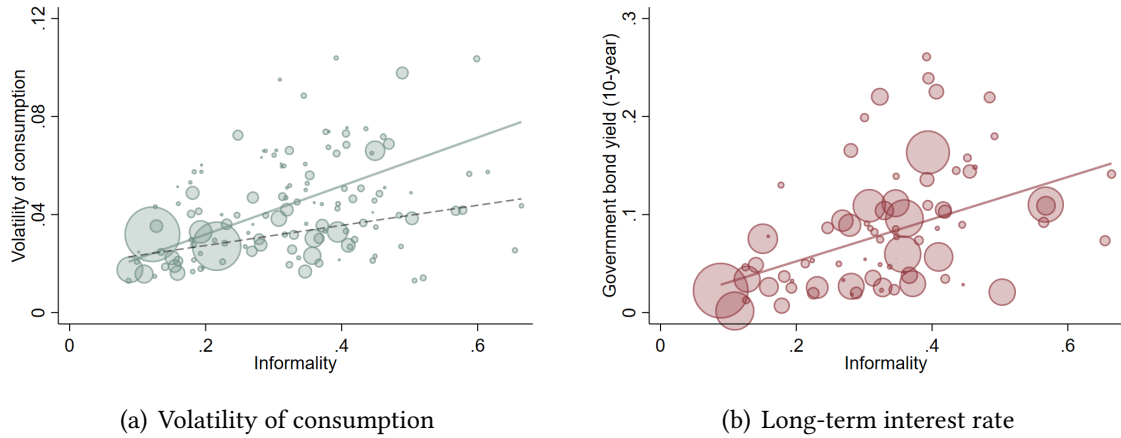 Volatility of consumption
.12
.08
.04
0
0
.2
.4
.6
Informality
(a) Volatility of consumption
Government bond yield (10-year)
.3
.2
.1
0
0
.2
.4
.6
Informality
(b) Long-term interest rate